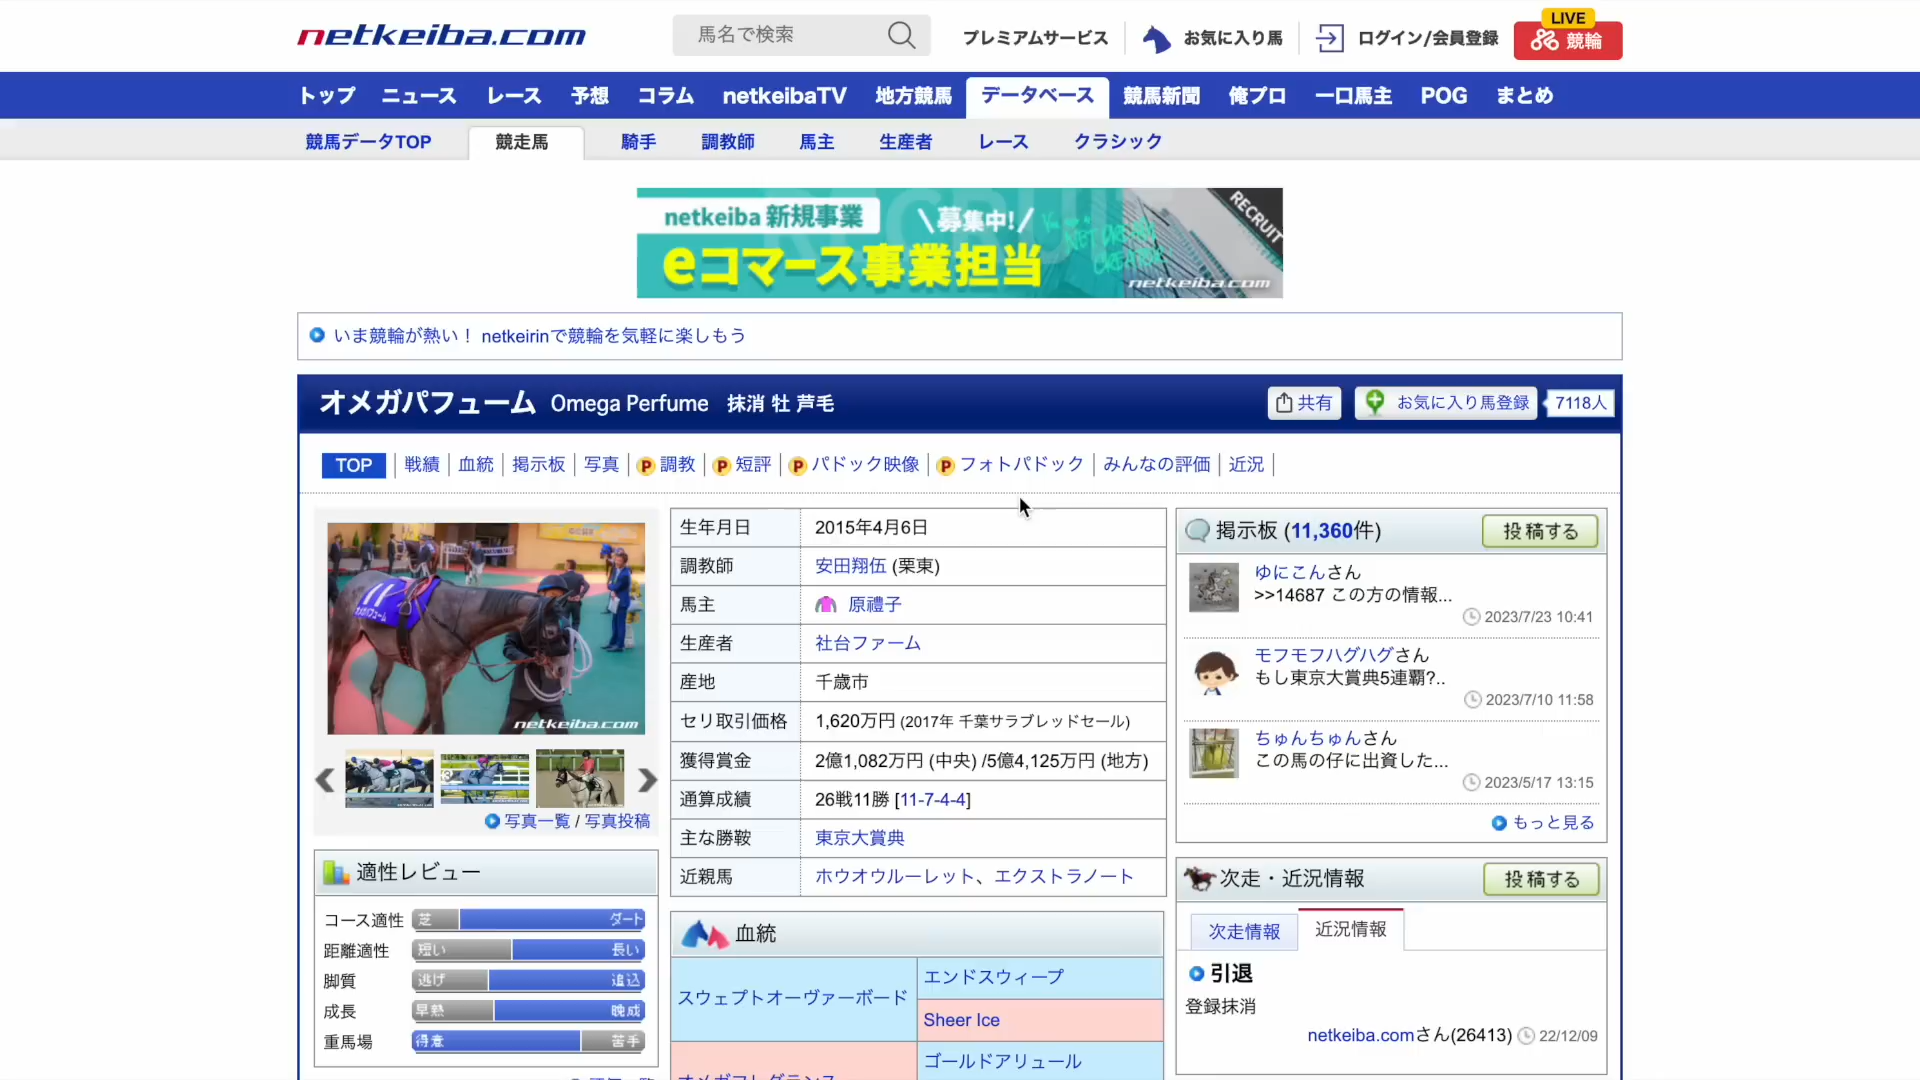 netkeiba.com
馬名で検索
プレミアムサービス
お気に入り馬
ログイン/会員登録
LIVE
競輪
トップ ニュース レース 予想 コラム netkeibaTV 地方競馬 データベース 競馬新聞 俺プロ 一口馬主 POG まとめ
競馬データTOP 競走馬 騎手 調教師 馬主 生産者 レース クラシック
netkeiba 新規事業
\募集中!/
eコマース事業担当
RECRUIT
netkeiba.com
いま競輪が熱い! netkeirinで競輪を気軽に楽しもう
オメガパフューム Omega Perfume 抹消 牡 芦毛
共有
お気に入り馬登録
7118人
TOP 戦績 血統 掲示板 写真 P 調教 P 短評 P パドック映像 P フォトパドック みんなの評価 近況
11
オメガパフューム
netkeiba.com
写真一覧 / 写真投稿
適性レビュー
コース適性 芝 ダート
距離適性 短い 長い
脚質 逃げ 追込
成長 早熟 晩成
重馬場 得意 苦手
生年月日 2015年4月6日
調教師 安田翔伍 (栗東)
馬主 原禮子
生産者 社台ファーム
産地 千歳市
セリ取引価格 1,620万円 (2017年 千葉サラブレッドセール)
獲得賞金 2億1,082万円 (中央) /5億4,125万円 (地方)
通算成績 26戦11勝 [11-7-4-4]
主な勝鞍 東京大賞典
近親馬 ホウオウルーレット、エクストラノート
血統
スウェプトオーヴァーボード
エンドスウィープ
Sheer Ice
ゴールドアリュール
掲示板 (11,360件)
投稿する
ゆにこんさん
>>14687 この方の情報...
2023/7/23 10:41
モフモフハグハグさん
もし東京大賞典5連覇?..
2023/7/10 11:58
ちゅんちゅんさん
この馬の仔に出資した...
2023/5/17 13:15
もっと見る
次走・近況情報
投稿する
次走情報 近況情報
引退
登録抹消
netkeiba.comさん(26413) 22/12/09